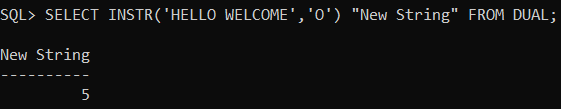 SQL> SELECT INSTR('HELLO WELCOME','O') "New String" FROM DUAL;
New String
----------
5